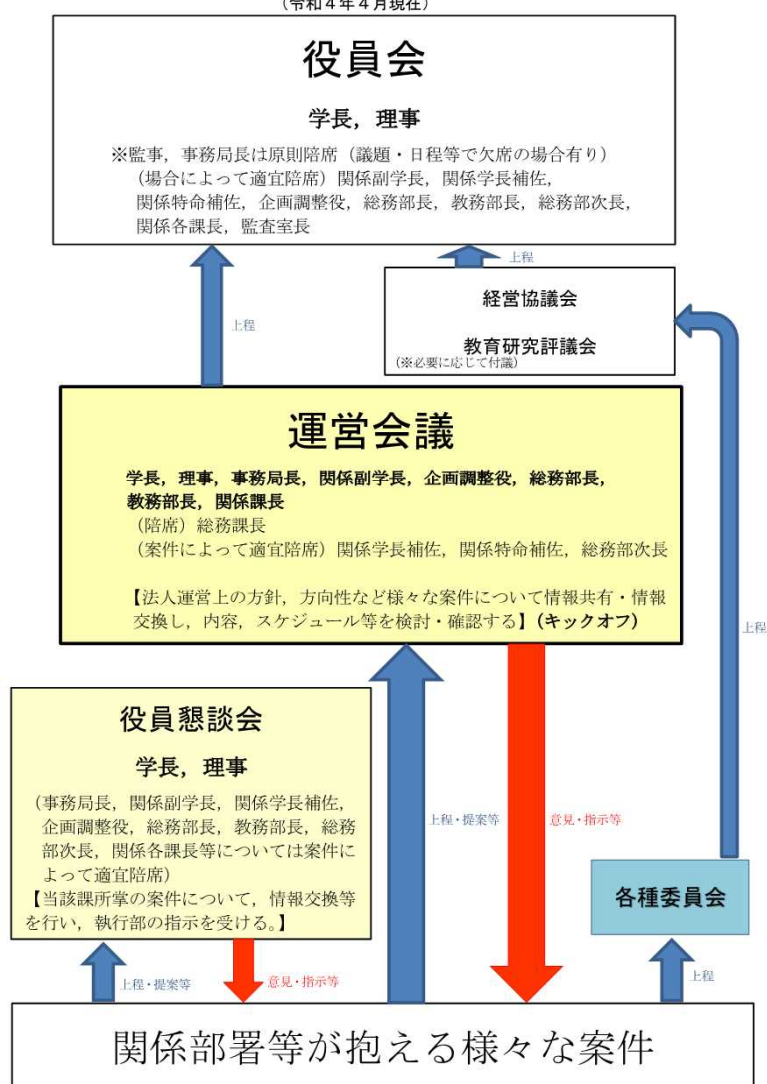 （令和４年４月現在）
役員会
学長，理事
※監事，事務局長は原則陪席（議題・日程等で欠席の場合有り）
（場合によって適宜陪席）関係副学長，関係学長補佐，
関係特命補佐，企画調整役，総務部長，教務部長，総務部次長，
関係各課長，監査室長
上程
上程
経営協議会
教育研究評議会
（※必要に応じて付議）
運営会議
学長，理事，事務局長，関係副学長，企画調整役，総務部長，
教務部長，関係課長
（陪席）総務課長
（案件によって適宜陪席）関係学長補佐，関係特命補佐，総務部次長
【法人運営上の方針，方向性など様々な案件について情報共有・情報
交換し，内容，スケジュール等を検討・確認する】（キックオフ）
上程
役員懇談会
学長，理事
（事務局長，関係副学長，関係学長補佐，
企画調整役，総務部長，教務部長，総務
部次長，関係各課長等については案件に
よって適宜陪席）
【当該課所掌の案件について，情報交換等
を行い，執行部の指示を受ける。】
上程・提案等
意見・指示等
各種委員会
上程・提案等
意見・指示等
上程
関係部署等が抱える様々な案件